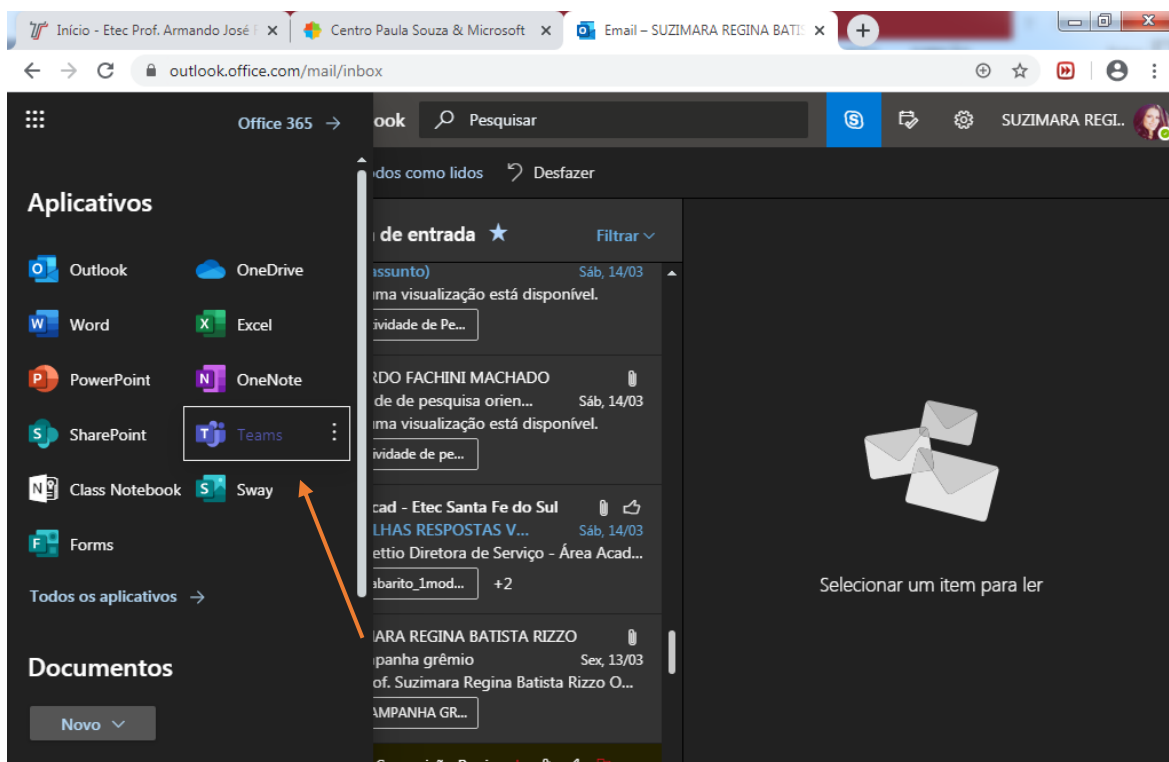 Início - Etec Prof. Armando José F
Centro Paula Souza & Microsoft
Email – SUZIMARA REGINA BATIS
outlook.office.com/mail/inbox
Office 365 →
ook
Pesquisar
SUZIMARA REGI..
odos como lidos
Desfazer
Aplicativos
Outlook
OneDrive
Word
Excel
PowerPoint
OneNote
SharePoint
Teams
Class Notebook
Sway
Forms
Todos os aplicativos →
Documentos
Novo
de entrada
Filtrar
assunto)
Sáb, 14/03
uma visualização está disponível.
ividade de Pe...
RDO FACHINI MACHADO
de de pesquisa orien...
Sáb, 14/03
uma visualização está disponível.
ividade de pe...
cad - Etec Santa Fe do Sul
LHAS RESPOSTAS V...
Sáb, 14/03
ettio Diretora de Serviço - Área Acad...
abarito_1mod...
+2
ARA REGINA BATISTA RIZZO
panha grêmio
Sex, 13/03
of. Suzimara Regina Batista Rizzo O...
AMPANHA GR...
Selecionar um item para ler